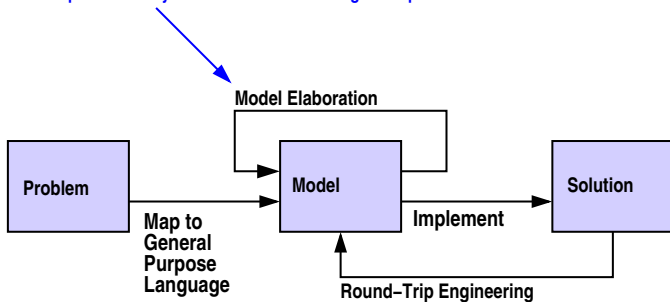 Model Elaboration
Problem
Model
Solution
Map to
General
Purpose
Language
Implement
Round-Trip Engineering